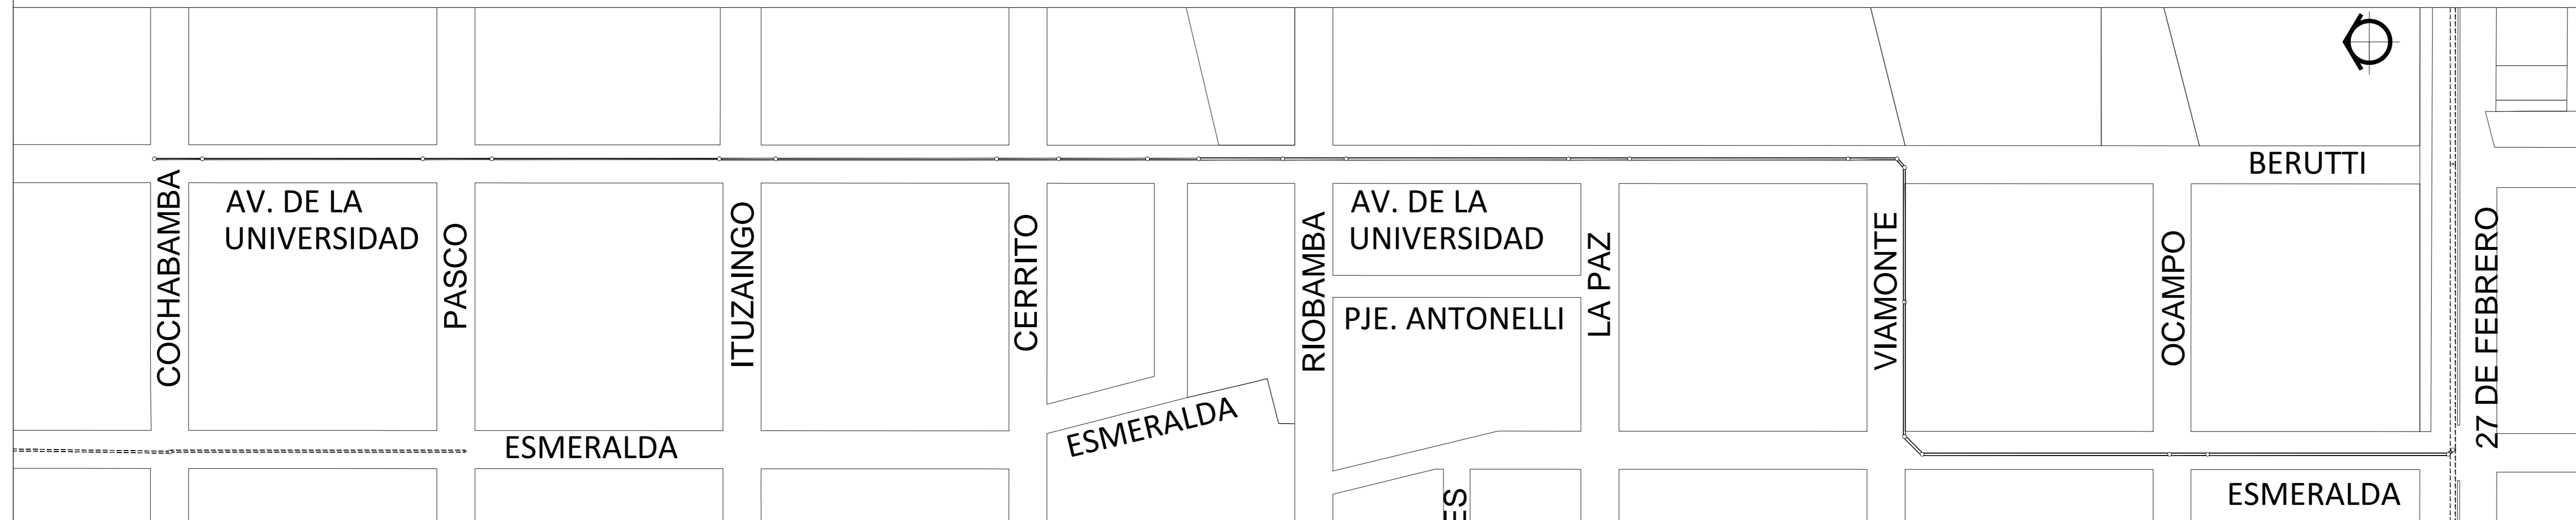 BERUTTI
COCHABAMBA
AV. DE LA
UNIVERSIDAD
PASCO
ITUZAINGO
CERRITO
RIOBAMBA
AV. DE LA
UNIVERSIDAD
PJE. ANTONELLI
LA PAZ
VIAMONTE
OCAMPO
27 DE FEBRERO
ESMERALDA
ESMERALDA
ES
ESMERALDA